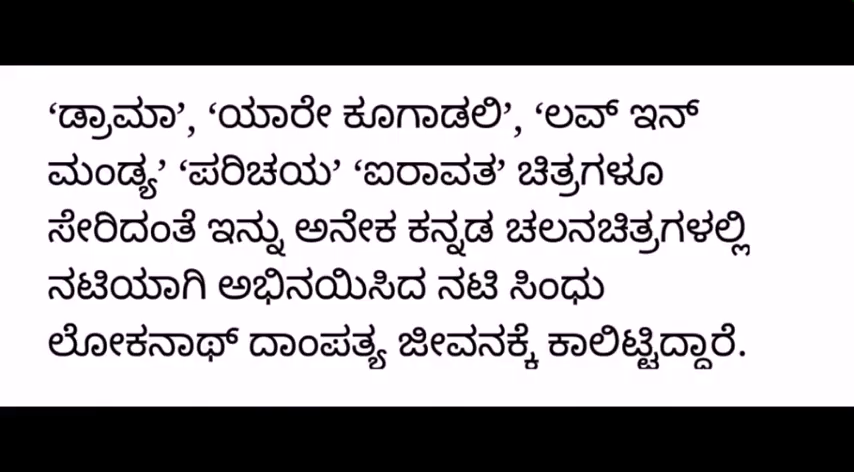 ‘ಡ್ರಾಮಾ’, ‘ಯಾರೇ ಕೂಗಾಡಲಿ’, ‘ಲವ್ ಇನ್
ಮಂಡ್ಯ’ ‘ಪರಿಚಯ’ ‘ಐರಾವತ’ ಚಿತ್ರಗಳೂ
ಸೇರಿದಂತೆ ಇನ್ನು ಅನೇಕ ಕನ್ನಡ ಚಲನಚಿತ್ರಗಳಲ್ಲಿ
ನಟಿಯಾಗಿ ಅಭಿನಯಿಸಿದ ನಟಿ ಸಿಂಧು
ಲೋಕನಾಥ್ ದಾಂಪತ್ಯ ಜೀವನಕ್ಕೆ ಕಾಲಿಟ್ಟಿದ್ದಾರೆ.